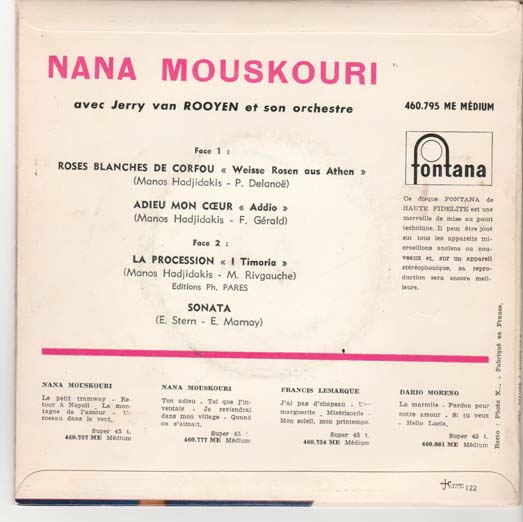 NANA MOUSKOURI
avec Jerry van ROOYEN et son orchestre
460.795 ME MÉDIUM
Face 1 :
ROSES BLANCHES DE CORFOU « Weisse Rosen aus Athen »
(Manos Hadjidakis - P. Delanoë)
ADIEU MON CŒUR « Addio »
(Manos Hadjidakis - F. Gérald)
Face 2 :
LA PROCESSION « I Timoria »
(Manos Hadjidakis - M. Rivgauche)
Editions Ph. PARES
SONATA
(E. Stern - E. Marnay)
fontana
Ce disque FONTANA de
HAUTE FIDELITE est une
merveille de mise au point
technique. Il peut être joué
sur tous les appareils mi-
crosillons anciens ou nou-
veaux et, sur un appareil
stéréophonique, sa repro-
duction sera encore meil-
leure.
NANA MOUSKOURI
Le petit tramway - Re-
tour à Napoli - La mon-
tagne de l'amour - Un
roseau dans le vent.
Super 45 t.
460.757 ME Médium
NANA MOUSKOURI
Ton adieu - Toi que j'in-
ventais - Je reviendrai
dans mon village - Quand
on s'aimait.
Super 45 t.
460.777 ME Médium
FRANCIS LEMARQUE
J'ai pas d'chapeau - U--
marguerite - Miséricorde -
Mon soleil, mon printemps.
Super 45 t.
460.754 ME Médium
DARIO MORENO
La marmite - Pardon pour
notre amour - Si tu veux
- Hello Lucia.
Super 45 t.
460.801 ME Médium
Recto : Photo X... - Fabriqué en France.
122